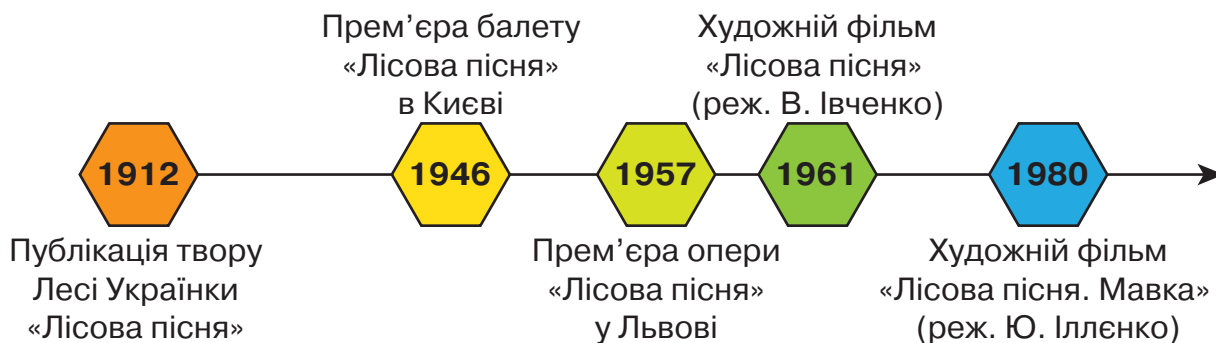 1912
Публікація твору
Лесі Українки
«Лісова пісня»
Прем’єра балету
«Лісова пісня»
в Києві
1946
1957
Прем’єра опери
«Лісова пісня»
у Львові
Художній фільм
«Лісова пісня»
(реж. В. Івченко)
1961
1980
Художній фільм
«Лісова пісня. Мавка»
(реж. Ю. Іллєнко)